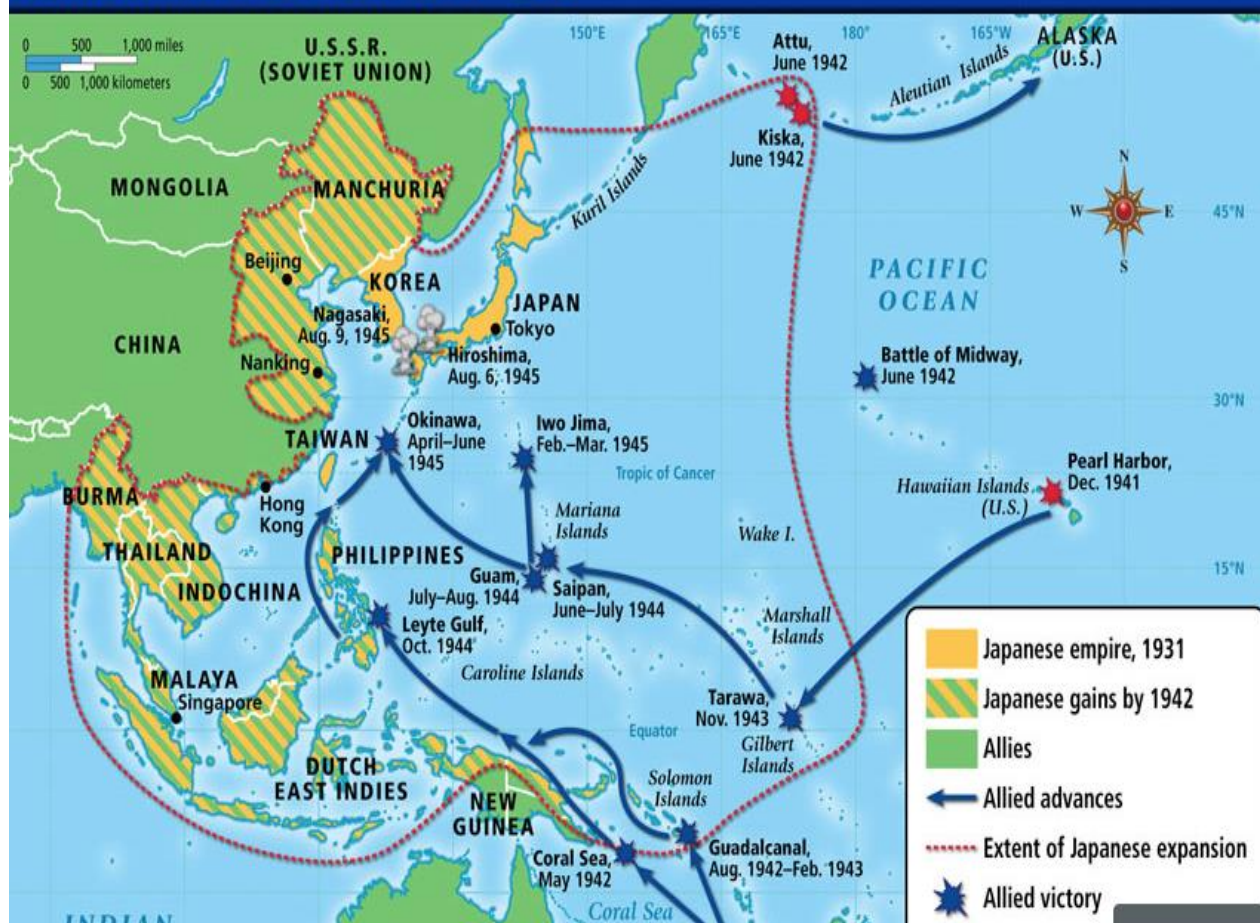 0 500 1,000 miles
0 500 1,000 kilometers
U.S.S.R.
(SOVIET UNION)
150°E
165°E
180°
165°W
ALASKA
(U.S.)
Attu,
June 1942
Aleutian Islands
Kiska,
June 1942
MONGOLIA
MANCHURIA
Kuril Islands
N
W
E
S
45°N
Beijing
KOREA
PACIFIC
OCEAN
JAPAN
Nagasaki,
Aug. 9, 1945
Tokyo
CHINA
Nanking
Hiroshima,
Aug. 6, 1945
Battle of Midway,
June 1942
30°N
TAIWAN
Okinawa,
April–June
1945
Iwo Jima,
Feb.–Mar. 1945
Tropic of Cancer
Pearl Harbor,
Dec. 1941
Hawaiian Islands
(U.S.)
BURMA
Hong
Kong
Mariana
Islands
Wake I.
THAILAND
PHILIPPINES
INDOCHINA
Guam,
July–Aug. 1944
Saipan,
June–July 1944
15°N
Leyte Gulf,
Oct. 1944
Marshall
Islands
Caroline Islands
MALAYA
Singapore
Tarawa,
Nov. 1943
Equator
Gilbert
Islands
DUTCH
EAST INDIES
NEW
GUINEA
Solomon
Islands
Coral Sea,
May 1942
Guadalcanal,
Aug. 1942–Feb. 1943
Coral Sea
INDIAN
Japanese empire, 1931
Japanese gains by 1942
Allies
Allied advances
Extent of Japanese expansion
Allied victory